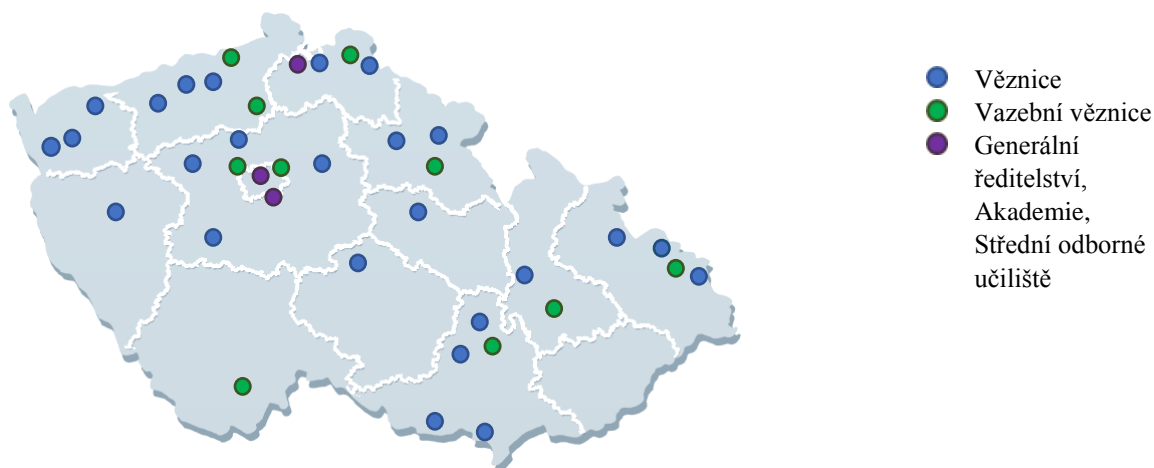 Věznice
Vazební věznice
Generální
ředitelství,
Akademie,
Střední odborné
učiliště